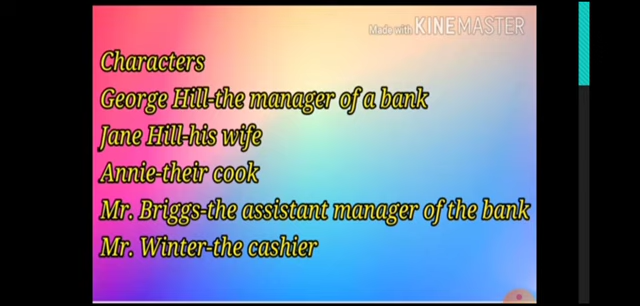 Made with KINEMASTER
Characters
George Hill-the manager of a bank
Jane Hill-his wife
Annie-their cook
Mr. Briggs-the assistant manager of the bank
Mr. Winter-the cashier